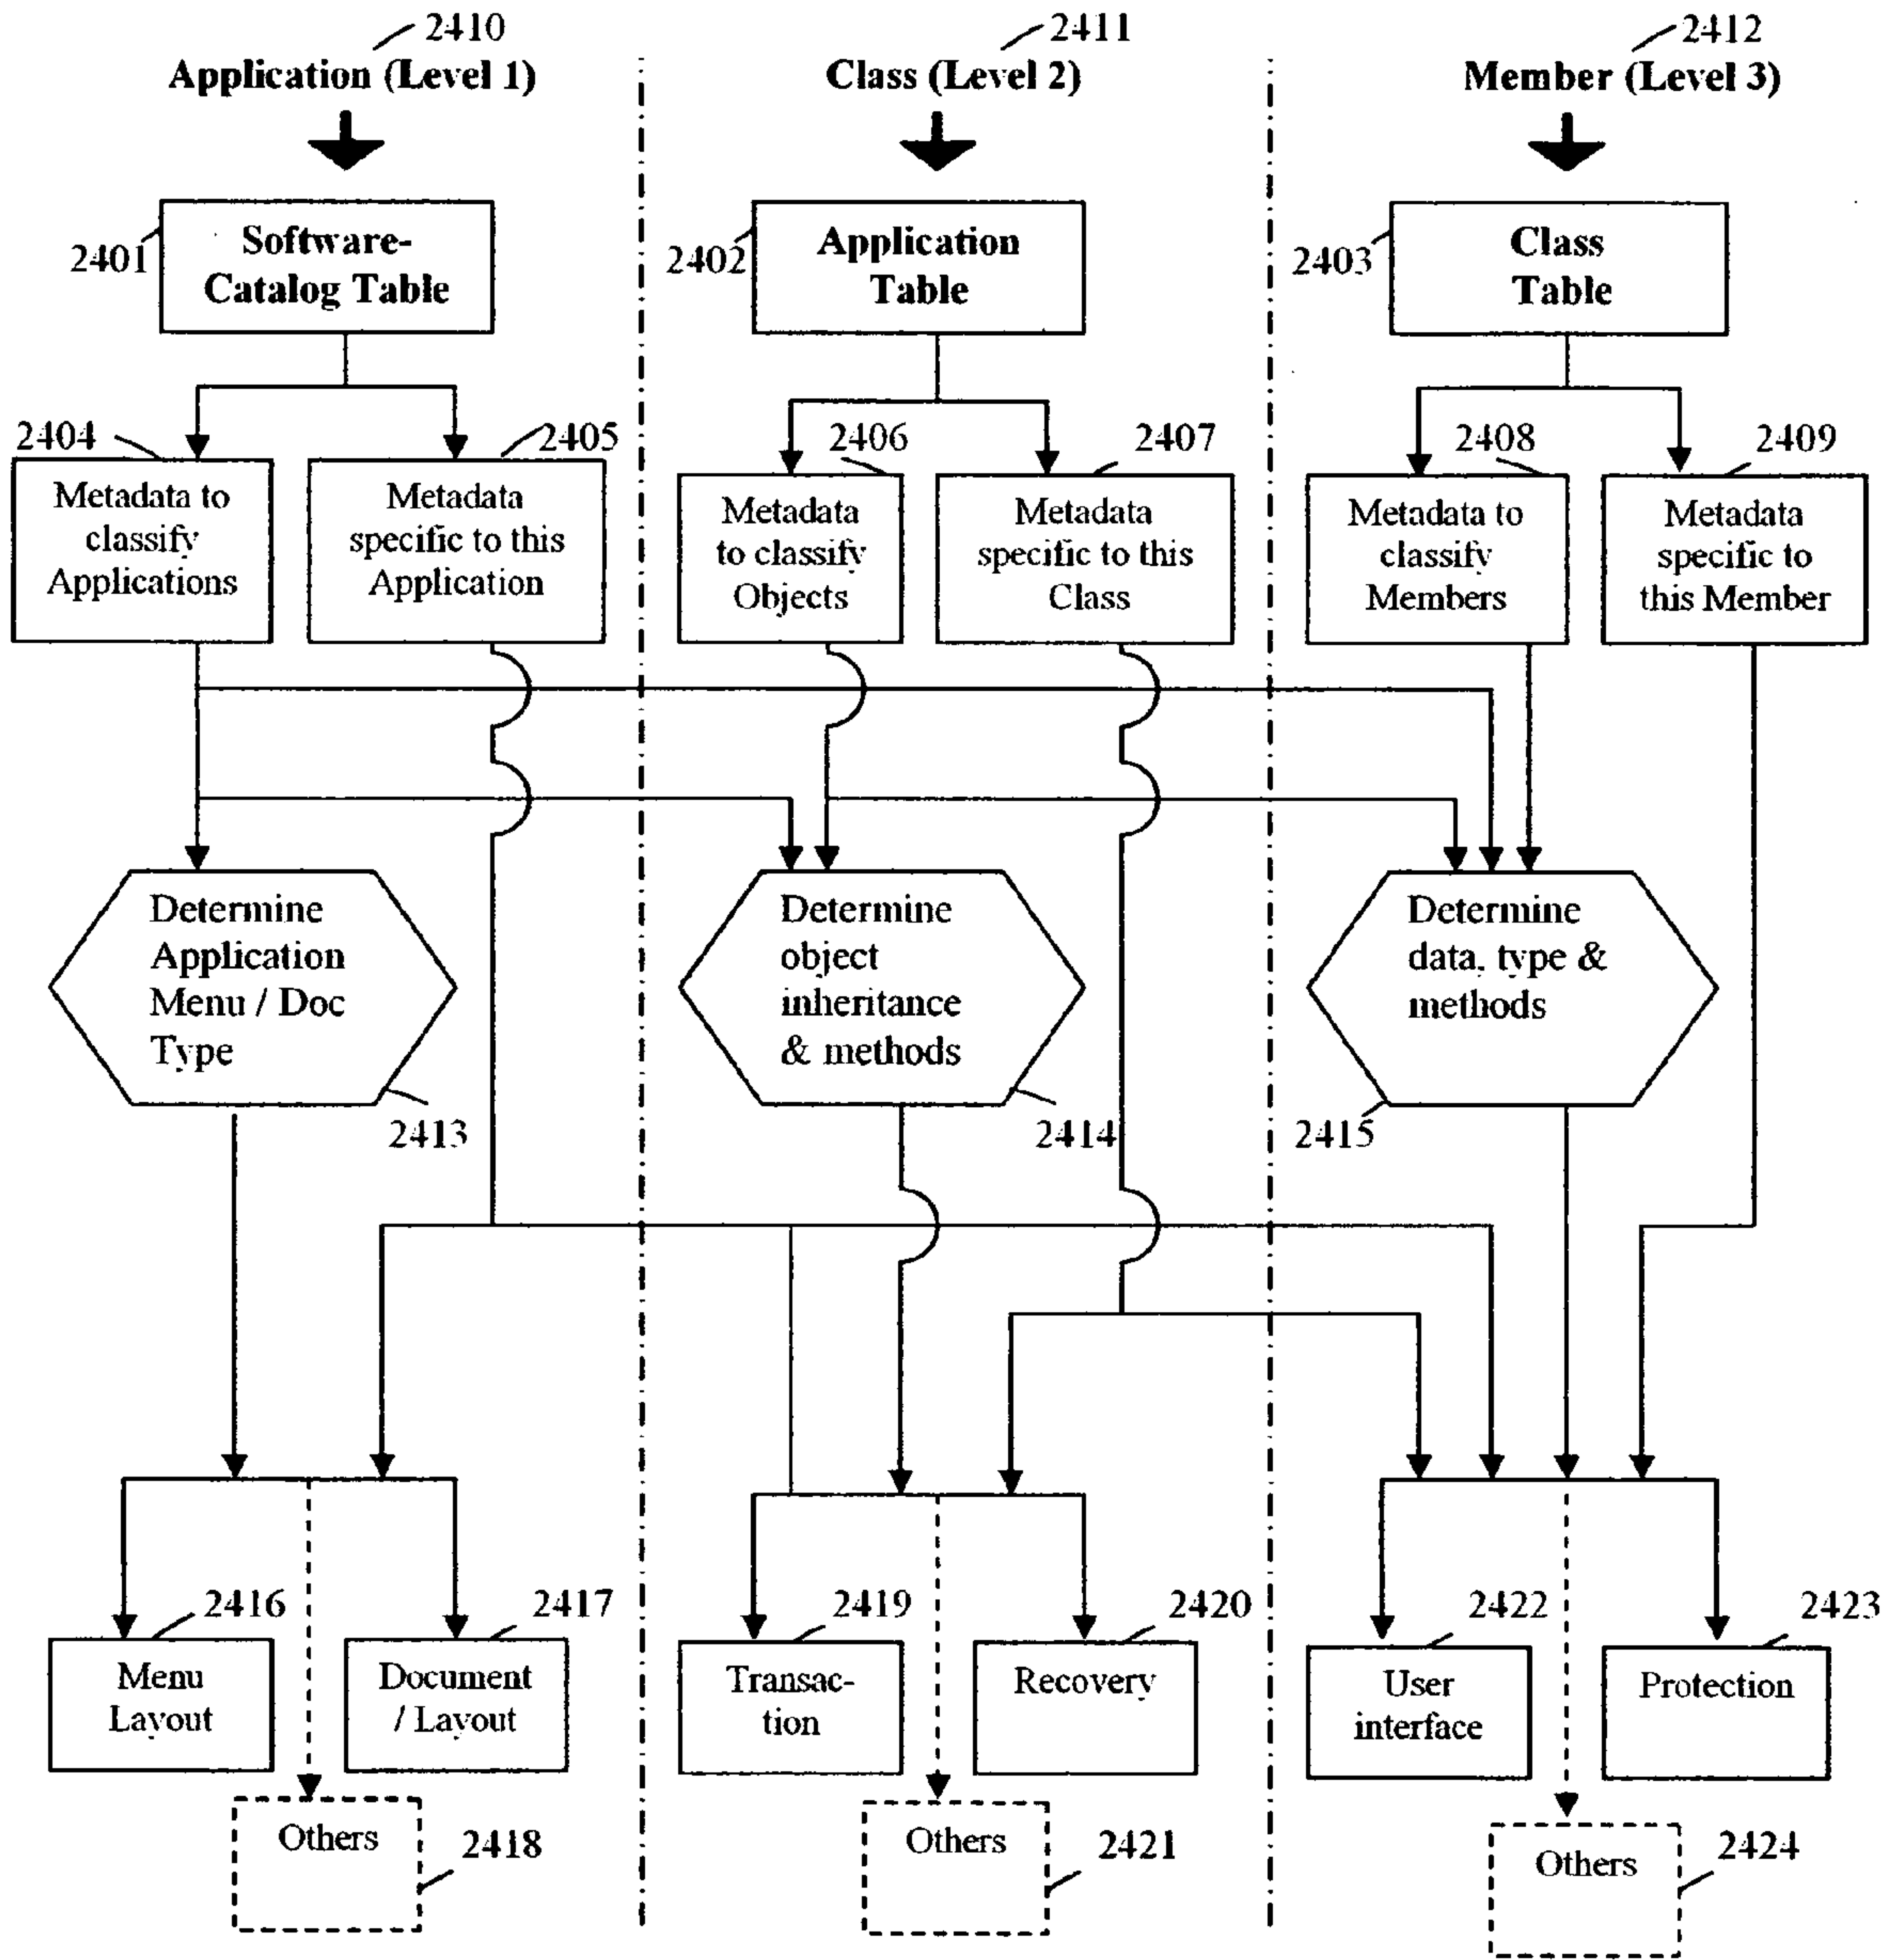 2410
Application (Level 1)
2411
Class (Level 2)
2412
Member (Level 3)
2401
Software-
Catalog Table
2402
Application
Table
2403
Class
Table
2404
2405
2406
2407
2408
2409
Metadata to
classify
Applications
Metadata
specific to this
Application
Metadata
to classify
Objects
Metadata
specific to this
Class
Metadata to
classify
Members
Metadata
specific to
this Member
Determine
Application
Menu / Doc
Type
Determine
object
inheritance
& methods
Determine
data, type &
methods
2413
2414
2415
2416
2417
2419
2420
2422
2423
Menu
Layout
Document
/ Layout
Transac-
tion
Recovery
User
interface
Protection
Others
2418
Others
2421
Others
2424